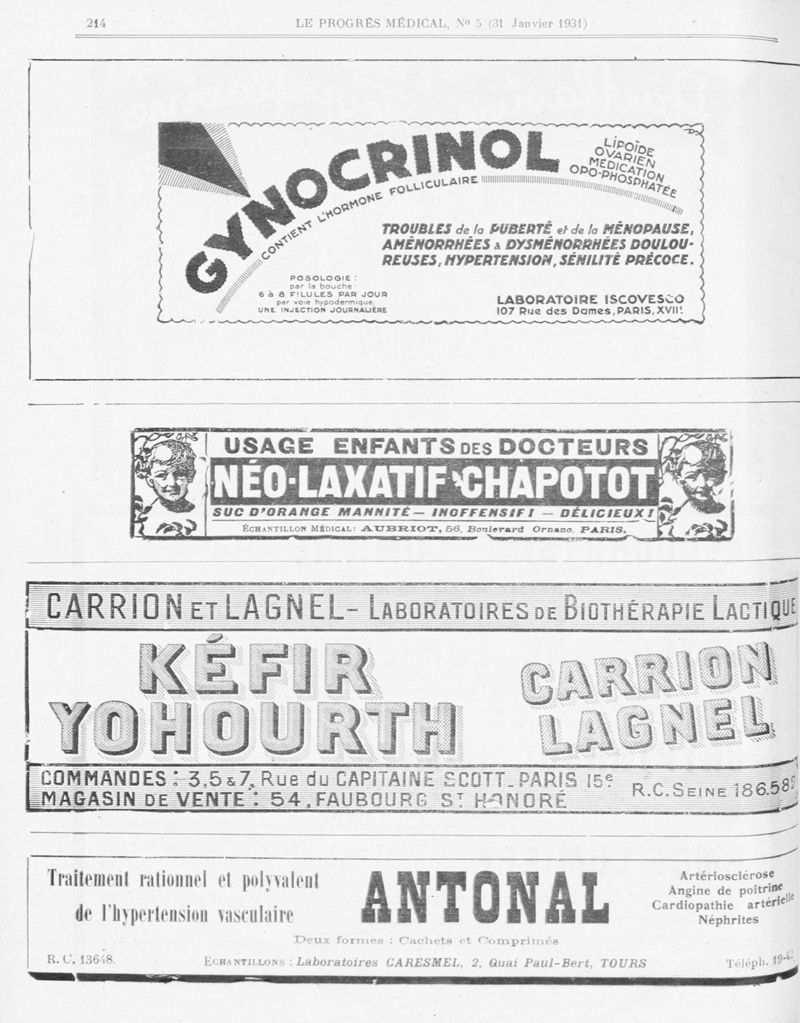 214
LE PROGRÈS MÉDICAL, No 5 (31 Janvier 1931)
GYNOCRINOL
CONTIENT L'HORMONE FOLLICULAIRE
LIPOÏDE
OVARIEN
MÉDICATION
OPO-PHOSPHATÉE
TROUBLES de la PUBERTÉ et de la MÉNOPAUSE,
AMÉNORRHÉES & DYSMÉNORRHÉES DOULOU-
REUSES, HYPERTENSION, SÉNILITÉ PRÉCOCE.
POSOLOGIE :
par la bouche
6 à 8 PILULES PAR JOUR
par voie hypodermique
UNE INJECTION JOURNALIÈRE
LABORATOIRE ISCOVESCO
107 Rue des Dames, PARIS, XVIIe
USAGE ENFANTS DES DOCTEURS
NÉO-LAXATIF CHAPOTOT
SUC D'ORANGE MANNITÉ — INOFFENSIF! — DÉLICIEUX!
ÉCHANTILLON MÉDICAL: AUBRIOT, 56, Boulevard Ornano, PARIS.
CARRION ET LAGNEL - LABORATOIRES DE BIOTHÉRAPIE LACTIQUE
KÉFIR
YOHOURTH
CARRION
LAGNEL
COMMANDES : 3,5 & 7, Rue du CAPITAINE SCOTT _ PARIS 15e
MAGASIN DE VENTE : 54, FAUBOURG ST HONORÉ
R.C. SEINE 186.589
Traitement rationnel et polyvalent
de l'hypertension vasculaire
ANTONAL
Artériosclérose
Angine de poitrine
Cardiopathie artérielle
Néphrites
Deux formes : Cachets et Comprimés
R. C. 13648.
ECHANTILLONS : Laboratoires CARESMEL, 2, Quai Paul-Bert, TOURS
Téléph.